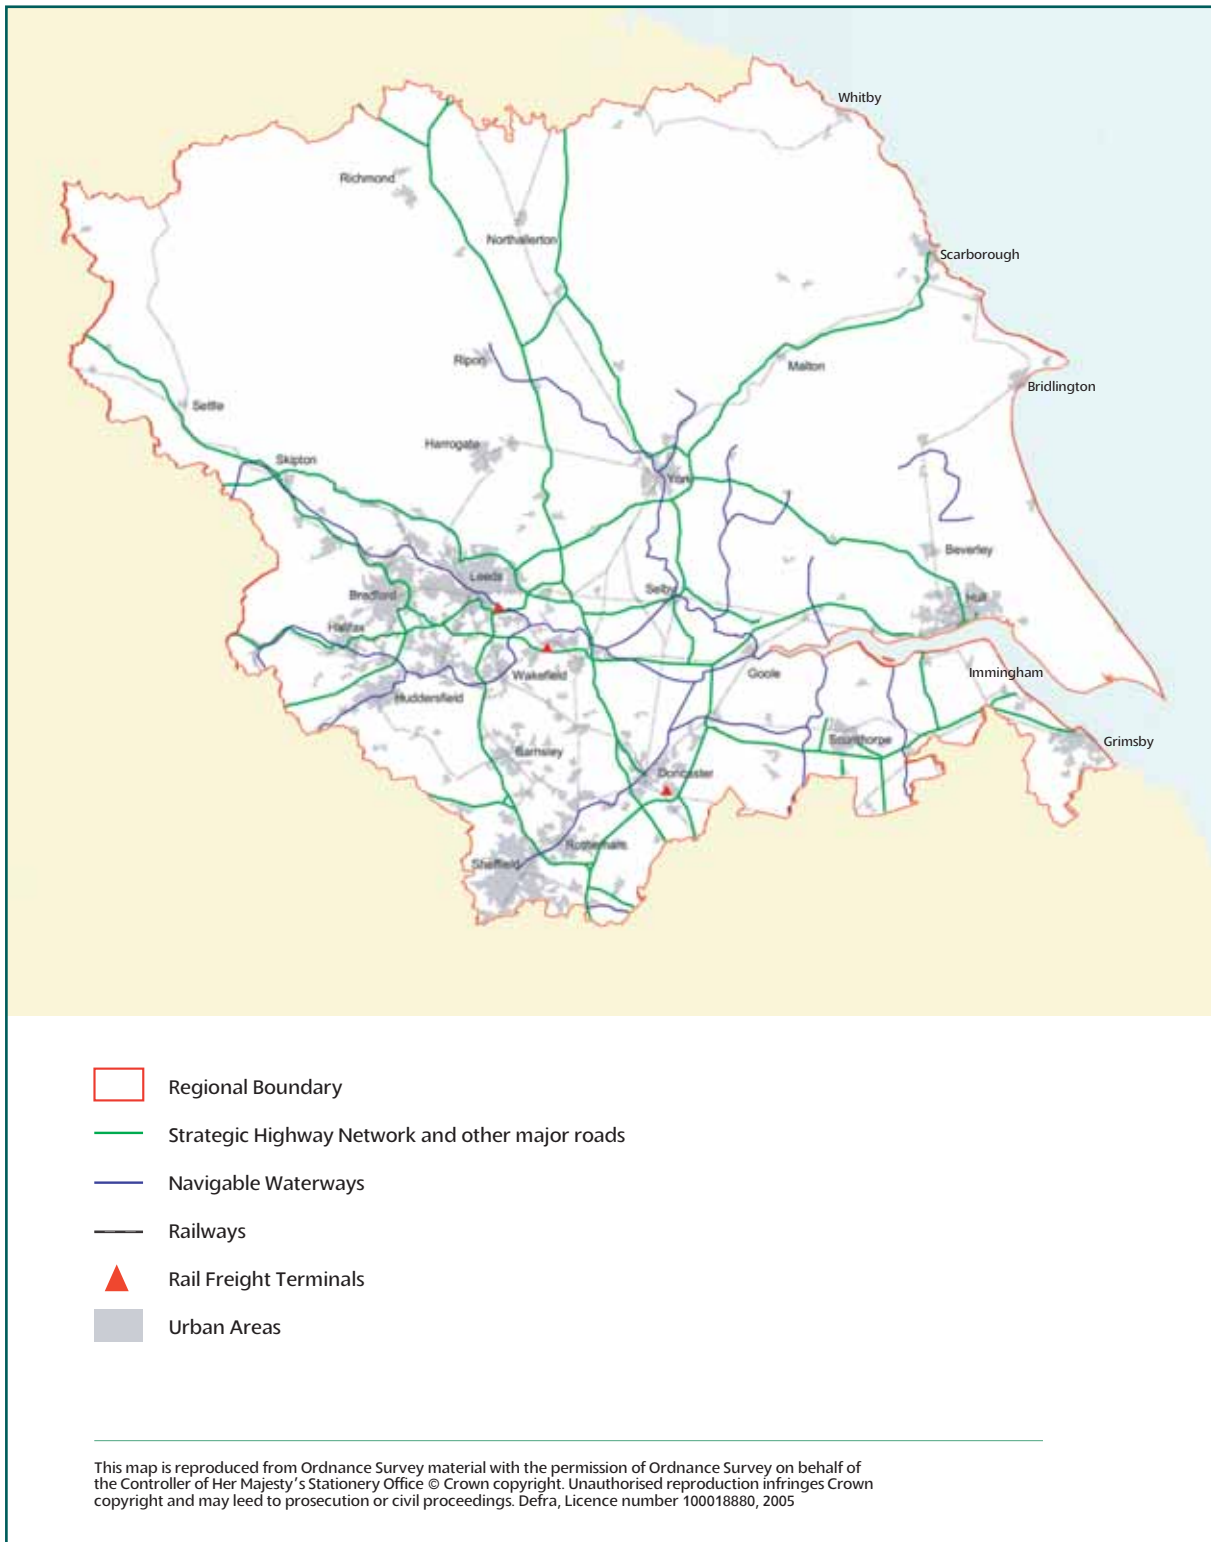 Whitby
Richmond
Northallerton
Scarborough
Ripon
Malton
Bridlington
Settle
Harrogate
Skipton
York
Beverley
Leeds
Bradford
Selby
Hull
Halifax
Wakefield
Goole
Immingham
Huddersfield
Scunthorpe
Grimsby
Barnsley
Doncaster
Rotherham
Sheffield
Regional Boundary
Strategic Highway Network and other major roads
Navigable Waterways
Railways
Rail Freight Terminals
Urban Areas
This map is reproduced from Ordnance Survey material with the permission of Ordnance Survey on behalf of
the Controller of Her Majesty's Stationery Office © Crown copyright. Unauthorised reproduction infringes Crown
copyright and may leed to prosecution or civil proceedings. Defra, Licence number 100018880, 2005